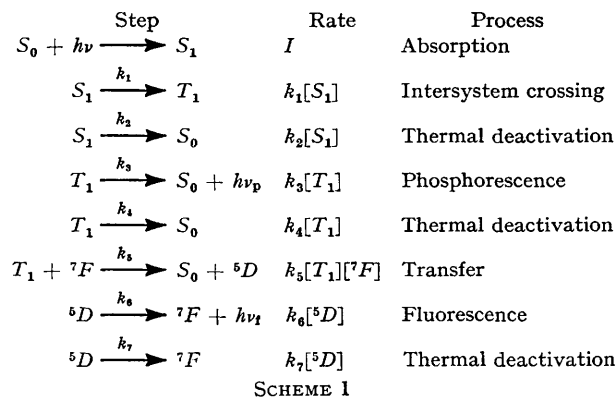 Step Rate Process
S₀ + hν ⟶ S₁ I Absorption
S₁ —k₁⟶ T₁ k₁[S₁] Intersystem crossing
S₁ —k₂⟶ S₀ k₂[S₁] Thermal deactivation
T₁ —k₃⟶ S₀ + hνₚ k₃[T₁] Phosphorescence
T₁ —k₄⟶ S₀ k₄[T₁] Thermal deactivation
T₁ + ⁷F —k₅⟶ S₀ + ⁵D k₅[T₁][⁷F] Transfer
⁵D —k₆⟶ ⁷F + hν_f k₆[⁵D] Fluorescence
⁵D —k₇⟶ ⁷F k₇[⁵D] Thermal deactivation
SCHEME 1